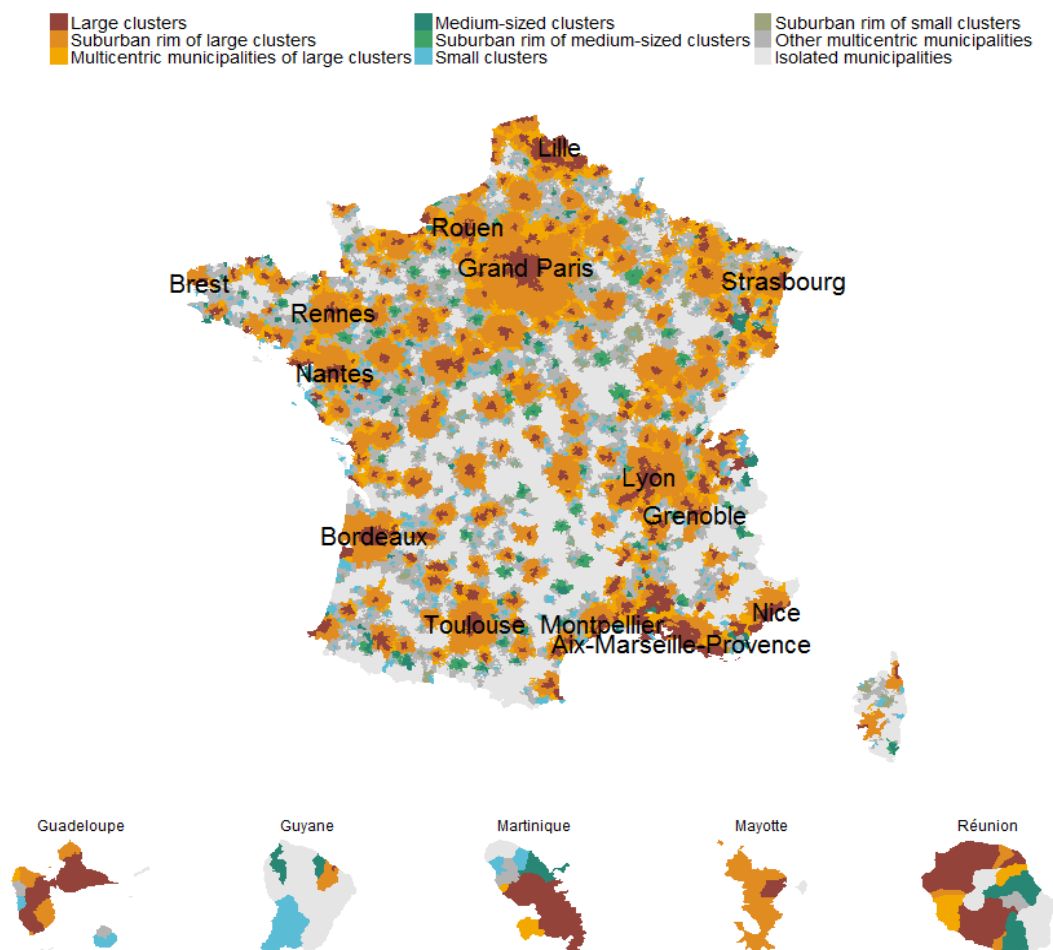 Large clusters
Suburban rim of large clusters
Multicentric municipalities of large clusters
Medium-sized clusters
Suburban rim of medium-sized clusters
Small clusters
Suburban rim of small clusters
Other multicentric municipalities
Isolated municipalities
Lille
Rouen
Grand Paris
Brest
Strasbourg
Rennes
Nantes
Lyon
Grenoble
Bordeaux
Nice
Toulouse
Montpellier
Aix-Marseille-Provence
Guadeloupe
Guyane
Martinique
Mayotte
Réunion